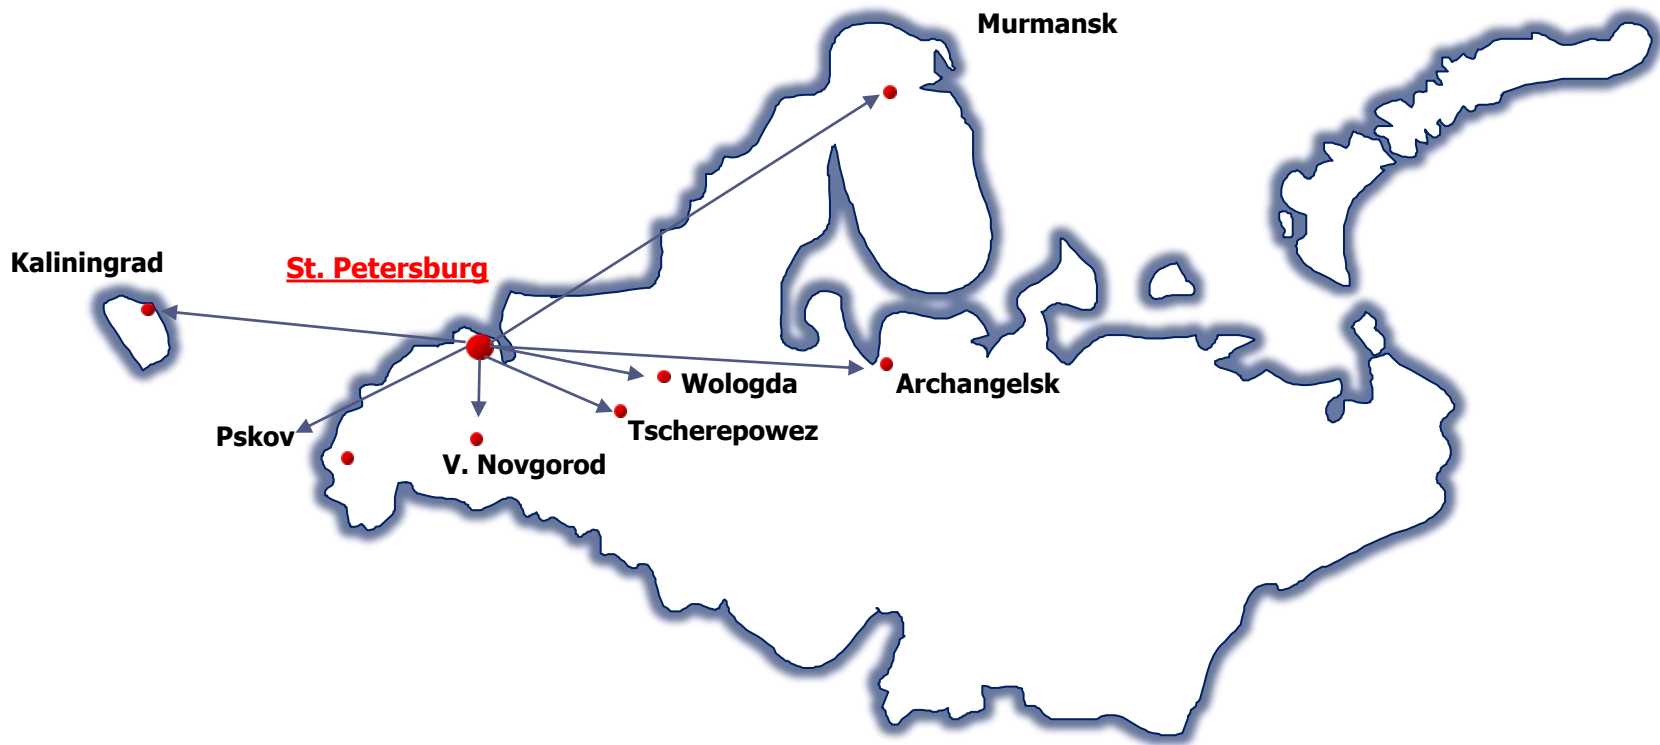 Murmansk
Kaliningrad
St. Petersburg
Wologda
Archangelsk
Tscherepowez
Pskov
V. Novgorod